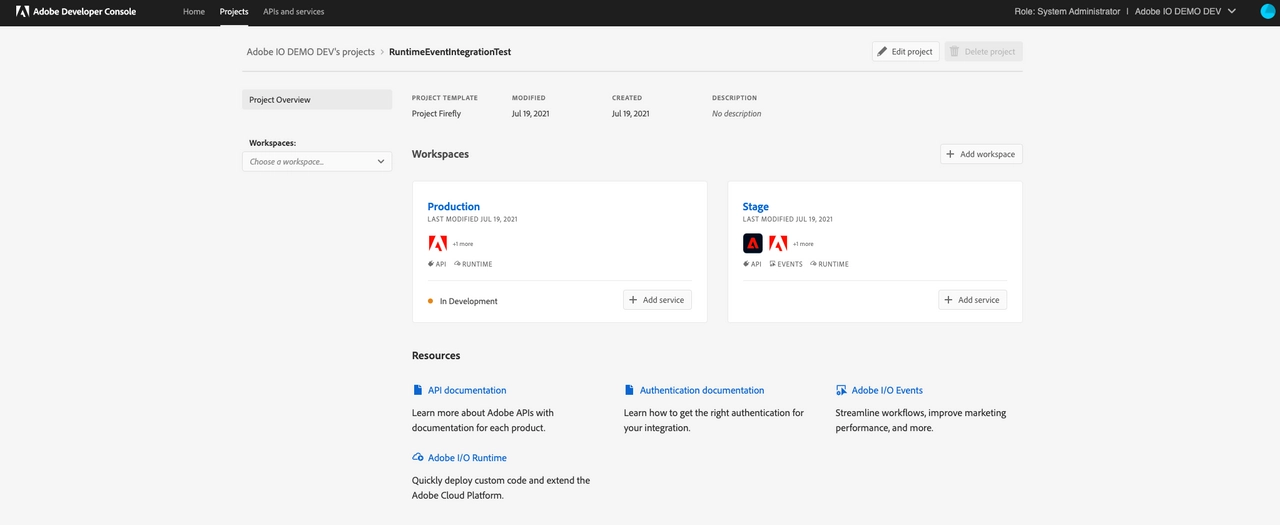 Adobe Developer Console
Home
Projects
APIs and services
Role: System Administrator | Adobe IO DEMO DEV
Adobe IO DEMO DEV's projects > RuntimeEventIntegrationTest
Edit project
Delete project
Project Overview
Workspaces:
Choose a workspace...
PROJECT TEMPLATE
Project Firefly
MODIFIED
Jul 19, 2021
CREATED
Jul 19, 2021
DESCRIPTION
No description
Workspaces
+ Add workspace
Production
LAST MODIFIED JUL 19, 2021
+1 more
API
RUNTIME
In Development
+ Add service
Stage
LAST MODIFIED JUL 19, 2021
+1 more
API
EVENTS
RUNTIME
+ Add service
Resources
API documentation
Learn more about Adobe APIs with
documentation for each product.
Authentication documentation
Learn how to get the right authentication for
your integration.
Adobe I/O Events
Streamline workflows, improve marketing
performance, and more.
Adobe I/O Runtime
Quickly deploy custom code and extend the
Adobe Cloud Platform.